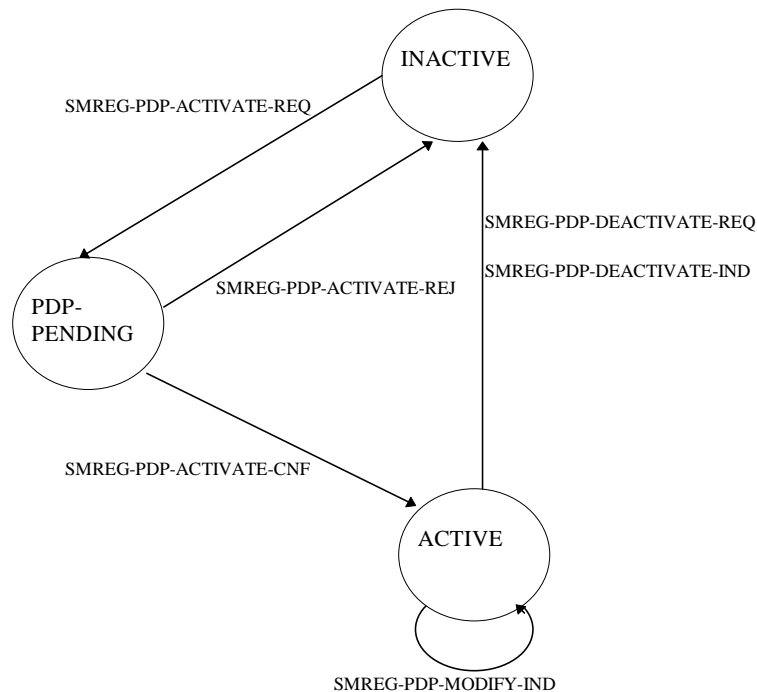 INACTIVE
SMREG-PDP-ACTIVATE-REQ
SMREG-PDP-DEACTIVATE-REQ
SMREG-PDP-DEACTIVATE-IND
SMREG-PDP-ACTIVATE-REJ
PDP-
PENDING
SMREG-PDP-ACTIVATE-CNF
ACTIVE
SMREG-PDP-MODIFY-IND